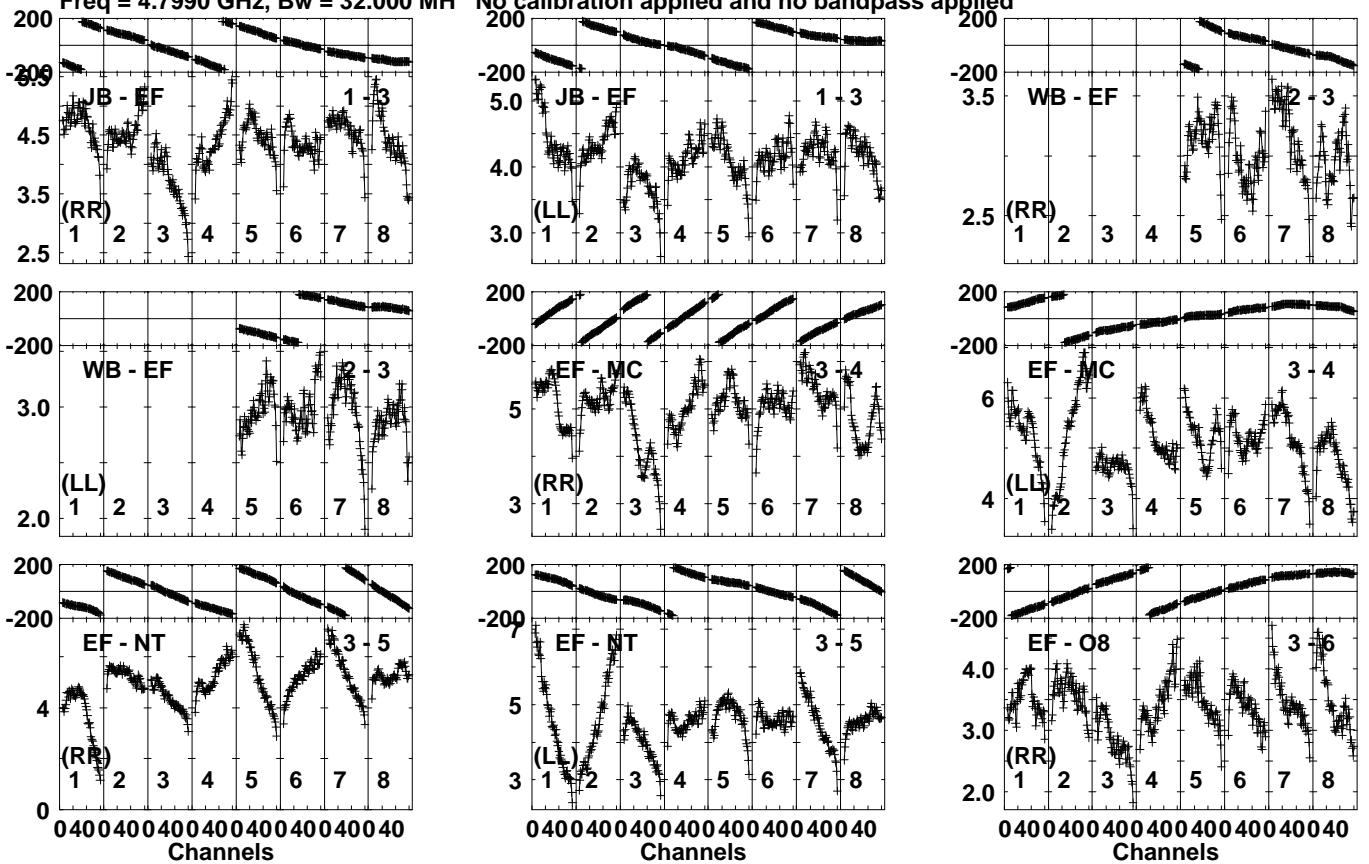 Freq = 4.7990 GHz, Bw = 32.000 MH No calibration applied and no bandpass applied
200
-200
5.5
4.5
3.5
2.5
JB - EF 1 - 3
(RR)
1 2 3 4 5 6 7 8
200
-200
5.0
4.0
3.0
JB - EF 1 - 3
(LL)
1 2 3 4 5 6 7 8
200
-200
3.5
2.5
WB - EF 2 - 3
(RR)
1 2 3 4 5 6 7 8
200
-200
3.0
2.0
WB - EF 2 - 3
(LL)
1 2 3 4 5 6 7 8
200
-200
5
3
EF - MC 3 - 4
(RR)
1 2 3 4 5 6 7 8
200
-200
6
4
EF - MC 3 - 4
(LL)
1 2 3 4 5 6 7 8
200
-200
4
0
EF - NT 3 - 5
(RR)
1 2 3 4 5 6 7 8
0 40 0 40 0 40 0 40 0 40 0 40 0 40 0 40
Channels
200
-200
7
5
3
EF - NT 3 - 5
(LL)
1 2 3 4 5 6 7 8
0 40 0 40 0 40 0 40 0 40 0 40 0 40 0 40
Channels
200
-200
4.0
3.0
2.0
EF - O8 3 - 6
(RR)
1 2 3 4 5 6 7 8
0 40 0 40 0 40 0 40 0 40 0 40 0 40 0 40
Channels